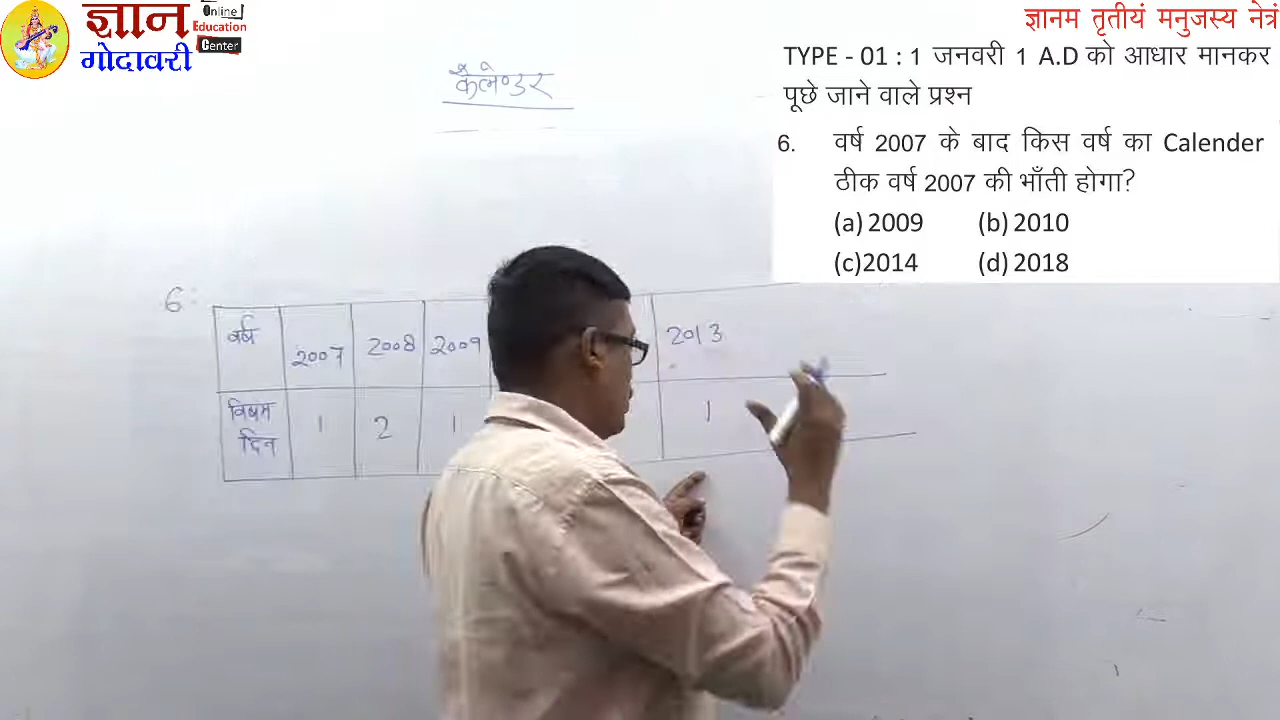 ज्ञान
गोदावरी
Online
Education
Center
ज्ञानम तृतीयं मनुजस्य नेत्रं
TYPE - 01 : 1 जनवरी 1 A.D को आधार मानकर
पूछे जाने वाले प्रश्न
6. वर्ष 2007 के बाद किस वर्ष का Calender
ठीक वर्ष 2007 की भाँती होगा?
(a) 2009 (b) 2010
(c)2014 (d) 2018
कैलेण्डर
6:
वर्ष 2007 2008 2009 2013
विषम 1 2 1 1
दिन